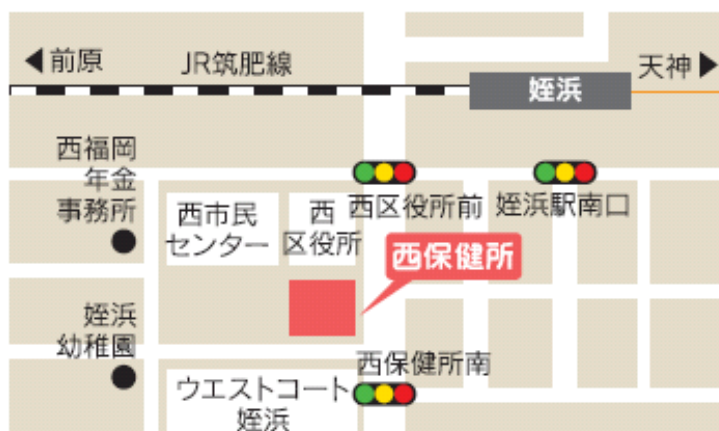 ◀前原
JR筑肥線
天神▶
姪浜
西福岡
年金
事務所
西市民
センター
西
区役所
西区役所前
姪浜駅南口
西保健所
姪浜
幼稚園
西保健所南
ウエストコート
姪浜